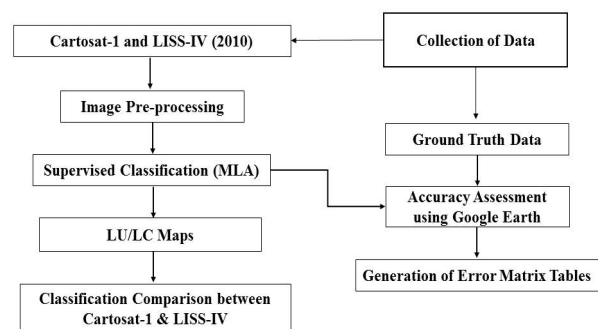 Cartosat-1 and LISS-IV (2010)
Collection of Data
Image Pre-processing
Ground Truth Data
Supervised Classification (MLA)
Accuracy Assessment
using Google Earth
LU/LC Maps
Generation of Error Matrix Tables
Classification Comparison between
Cartosat-1 & LISS-IV